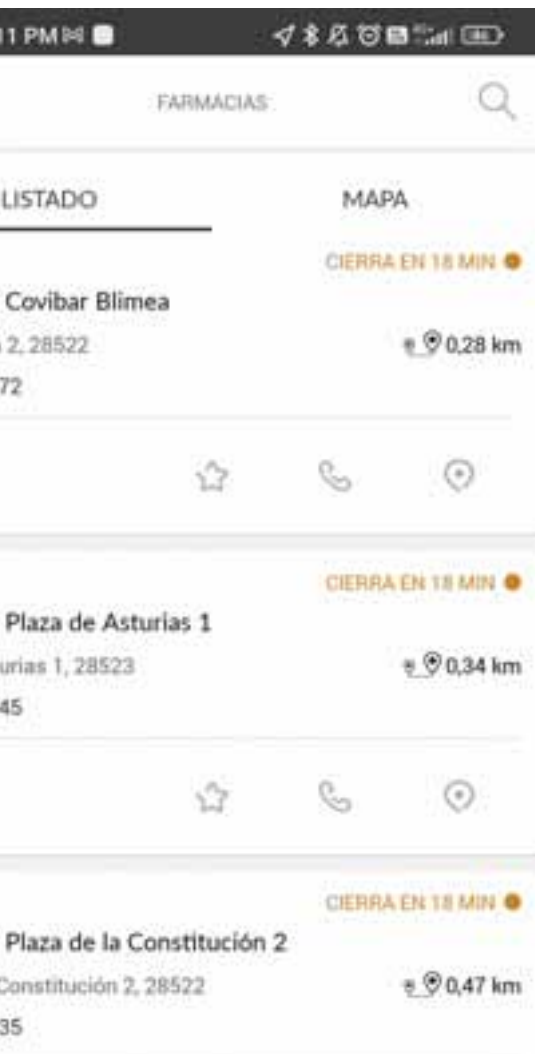 11 PM
FARMACIAS
LISTADO
MAPA
CIERRA EN 18 MIN
Covibar Blimea
2, 28522
0,28 km
72
CIERRA EN 18 MIN
Plaza de Asturias 1
urias 1, 28523
0,34 km
45
CIERRA EN 18 MIN
Plaza de la Constitución 2
Constitución 2, 28522
0,47 km
35